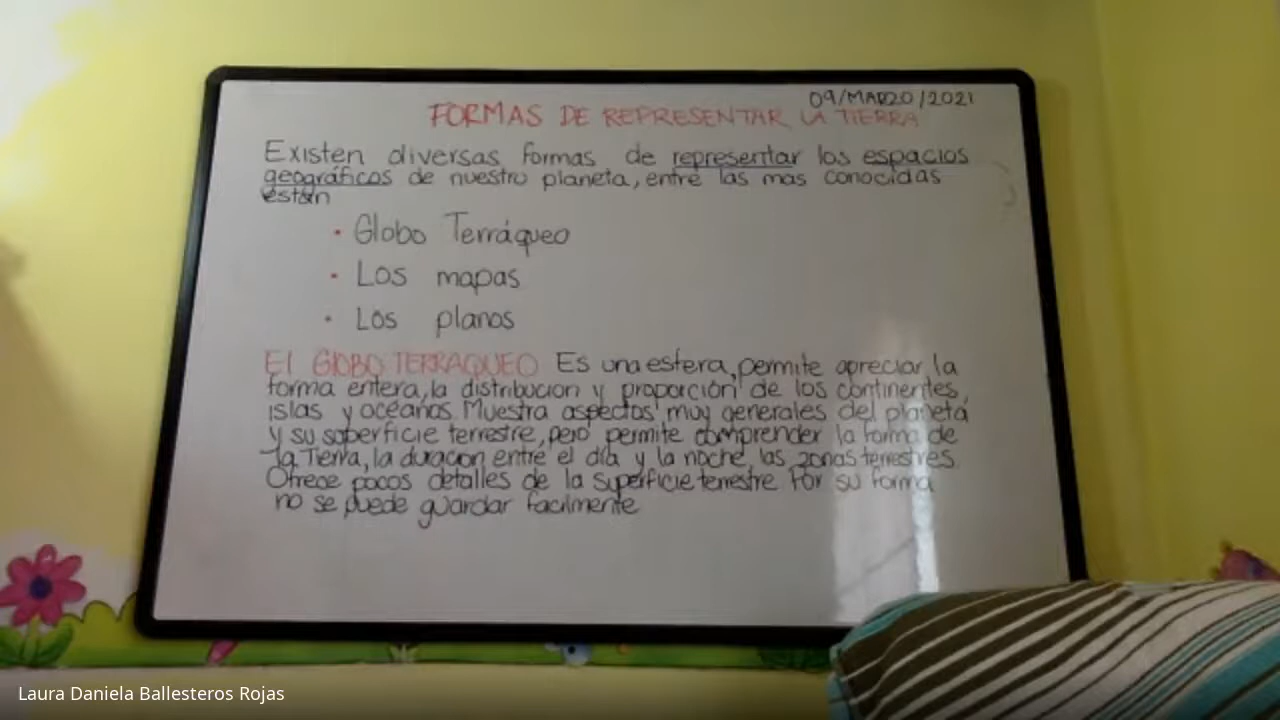 09/MARZO/2021
FORMAS DE REPRESENTAR LA TIERRA
Existen diversas formas de representar los espacios
geográficos de nuestro planeta, entre las mas conocidas
están
• Globo Terráqueo
• Los mapas
• Los planos
El GlOBO TERRAQUEO Es una esfera, permite apreciar la
forma entera, la distribucion y proporción de los continentes,
islas y océanos. Muestra aspectos muy generales del planeta
y su superficie terrestre, pero permite comprender la forma de
la Tierra, la duracion entre el día y la noche, las zonas terrestres.
Ofrece pocos detalles de la superficie terrestre Por su forma
no se puede guardar facilmente
Laura Daniela Ballesteros Rojas